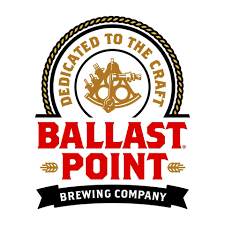 DEDICATED TO THE CRAFT
BALLAST
POINT
BREWING COMPANY